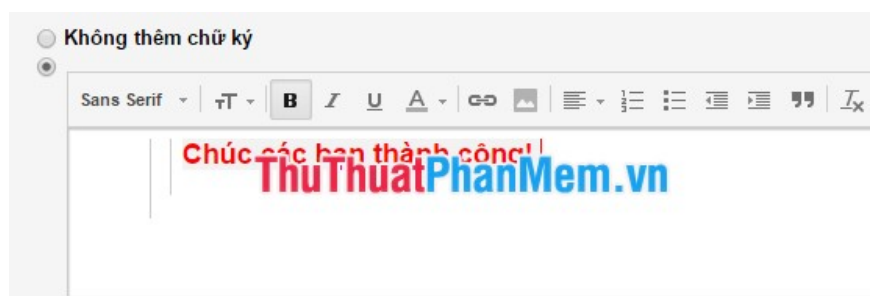 Không thêm chữ ký
Sans Serif
Chúc các bạn thành công!
ThuThuatPhanMem.vn